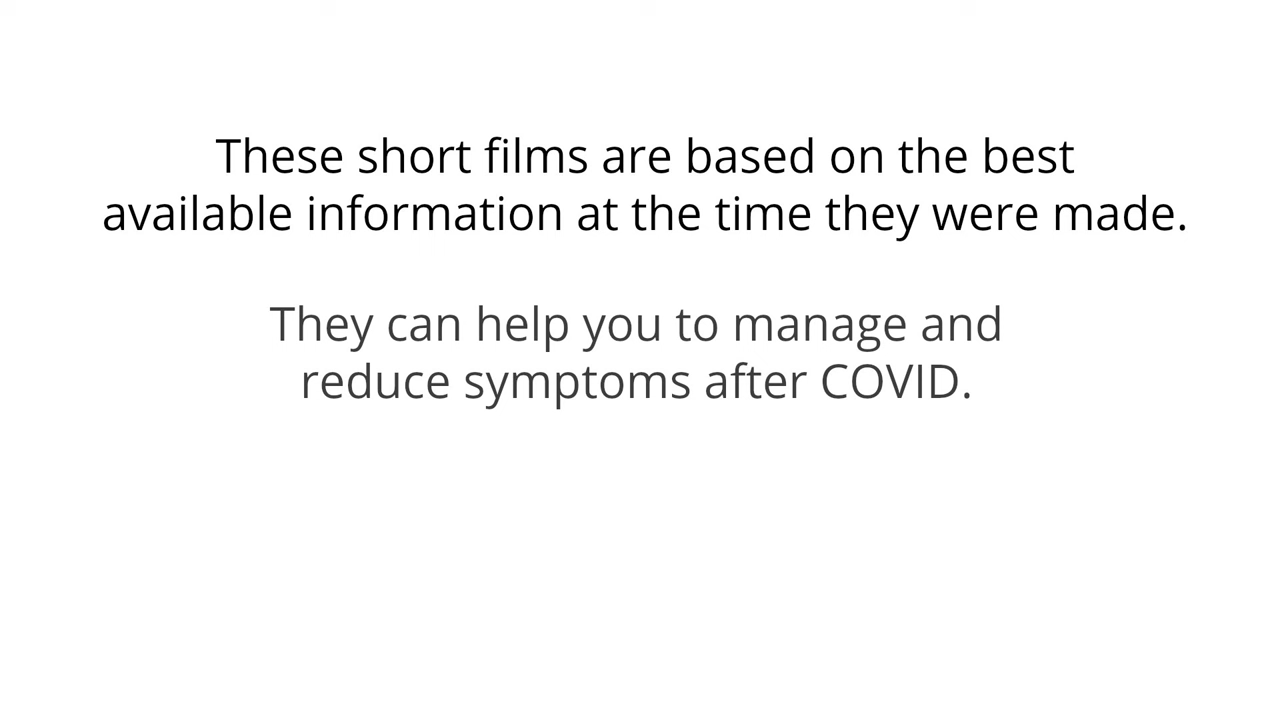 These short films are based on the best
available information at the time they were made.
They can help you to manage and
reduce symptoms after COVID.